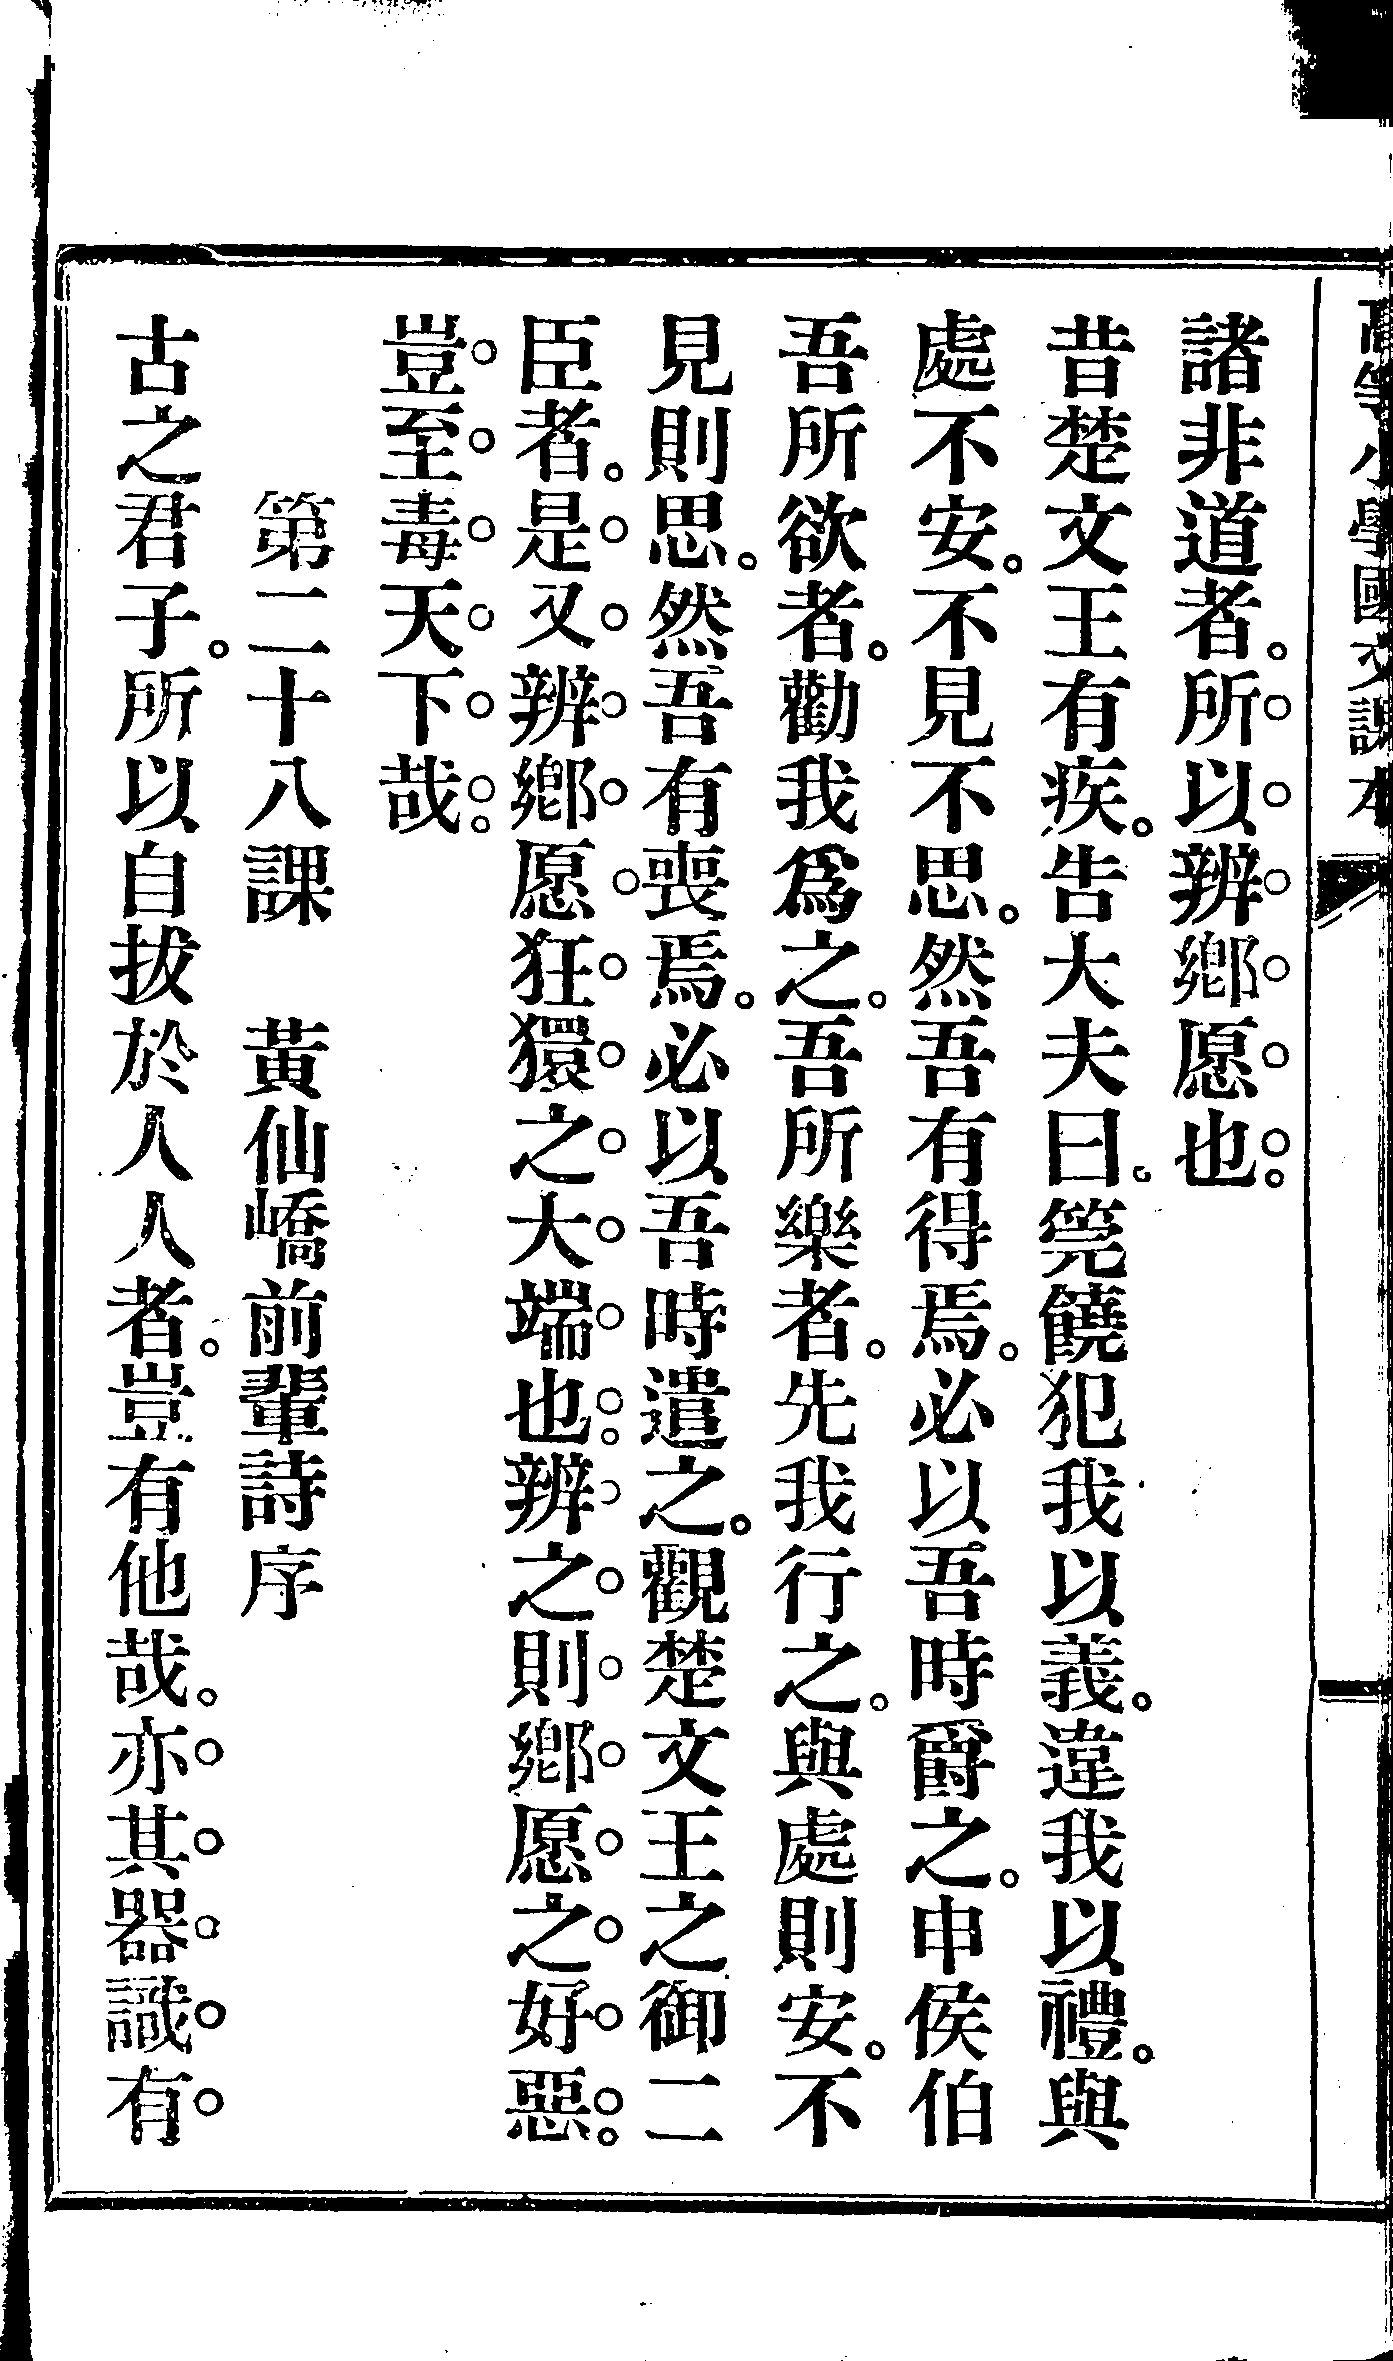 高等小學國文課本
諸非道者。所以辨鄕愿也。
昔楚文王有疾。告大夫曰。筦饒犯我以義。違我以禮。與
處不安。不見不思。然吾有得焉。必以吾時爵之。申侯伯
吾所欲者。勸我爲之。吾所樂者。先我行之。與處則安。不
見則思。然吾有喪焉。必以吾時遣之。觀楚文王之御二
臣者。是又辨鄕愿狂獧之大端也。辨之則鄕愿之好惡。
豈至毒天下哉。
第二十八課　黃仙嶠前輩詩序
古之君子。所以自拔於人人者。豈有他哉。亦其器識有